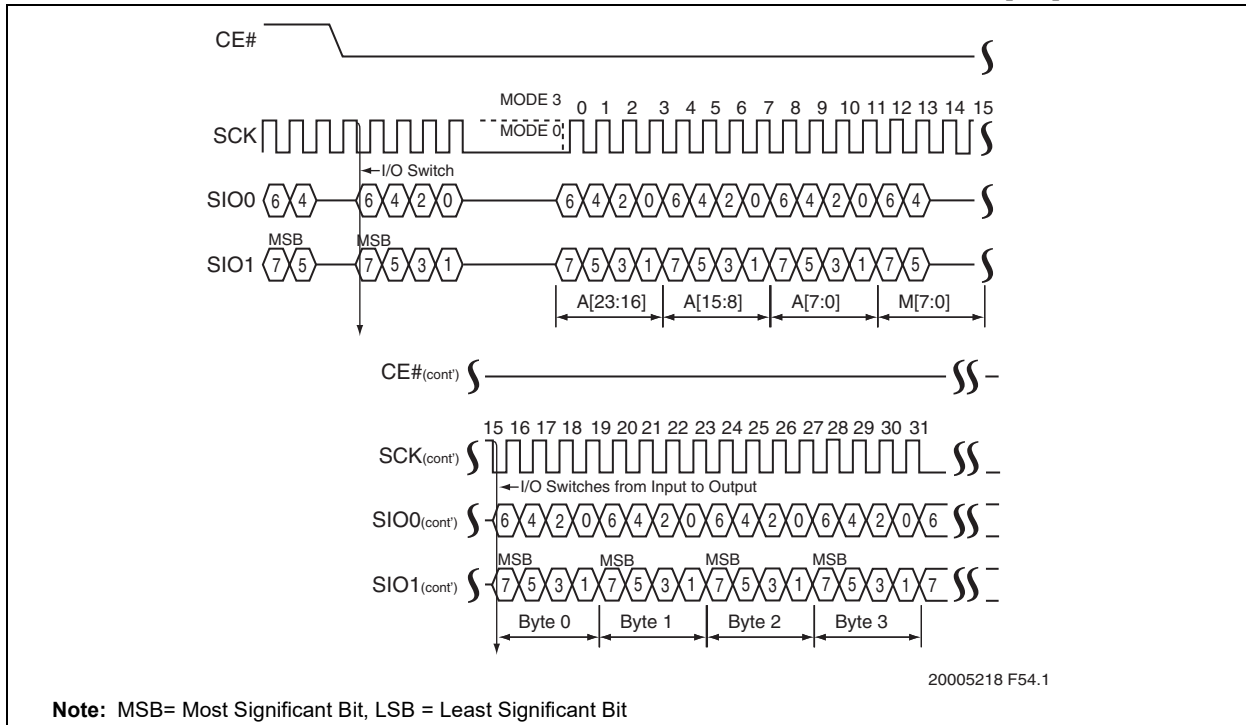 CE#
MODE 3
0 1 2 3 4 5 6 7 8 9 10 11 12 13 14 15
SCK
MODE 0
I/O Switch
SIO0 6 4 6 4 2 0 6 4 2 0 6 4 2 0 6 4 2 0 6 4
MSB MSB
SIO1 7 5 7 5 3 1 7 5 3 1 7 5 3 1 7 5 3 1 7 5
A[23:16] A[15:8] A[7:0] M[7:0]
CE#(cont')
15 16 17 18 19 20 21 22 23 24 25 26 27 28 29 30 31
SCK(cont')
I/O Switches from Input to Output
SIO0(cont') 6 4 2 0 6 4 2 0 6 4 2 0 6 4 2 0 6
MSB MSB MSB MSB
SIO1(cont') 7 5 3 1 7 5 3 1 7 5 3 1 7 5 3 1 7
Byte 0 Byte 1 Byte 2 Byte 3
20005218 F54.1
Note: MSB= Most Significant Bit, LSB = Least Significant Bit